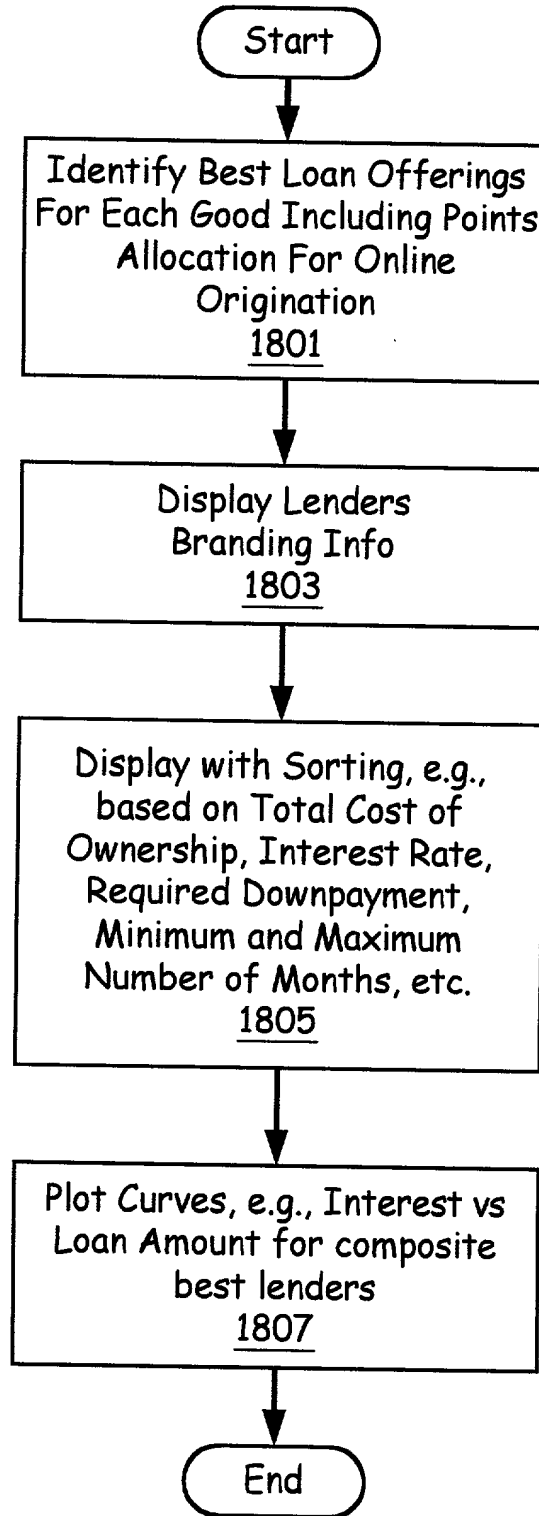 Start
Identify Best Loan Offerings
For Each Good Including Points
Allocation For Online
Origination
1801
Display Lenders
Branding Info
1803
Display with Sorting, e.g.,
based on Total Cost of
Ownership, Interest Rate,
Required Downpayment,
Minimum and Maximum
Number of Months, etc.
1805
Plot Curves, e.g., Interest vs
Loan Amount for composite
best lenders
1807
End